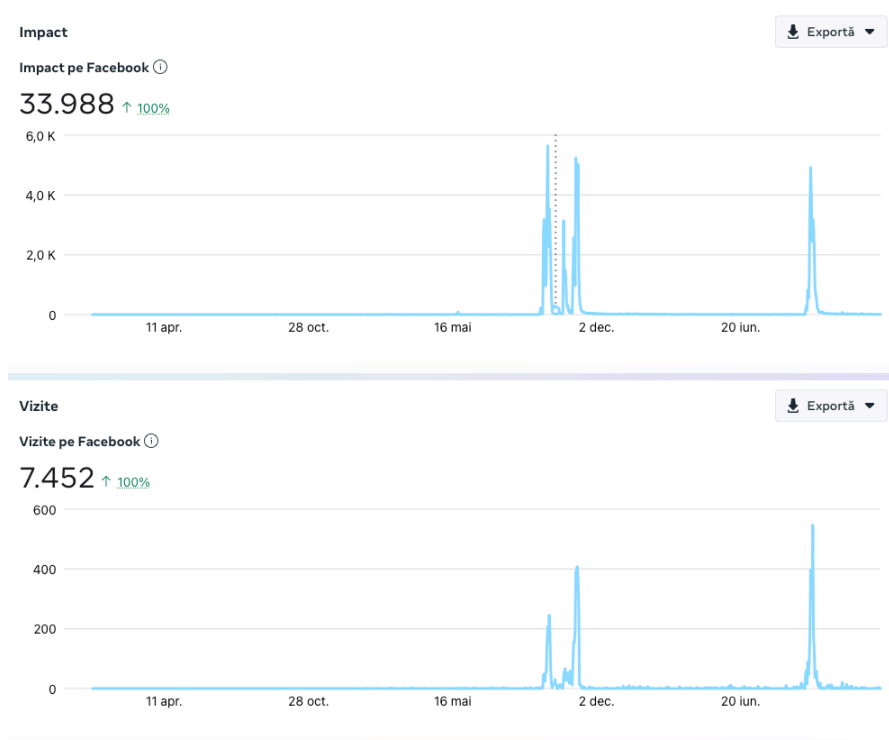 Impact
Exportă
Impact pe Facebook
33.988 ↑ 100%
6,0 K
4,0 K
2,0 K
0
11 apr. 28 oct. 16 mai 2 dec. 20 iun.
Vizite
Exportă
Vizite pe Facebook
7.452 ↑ 100%
600
400
200
0
11 apr. 28 oct. 16 mai 2 dec. 20 iun.